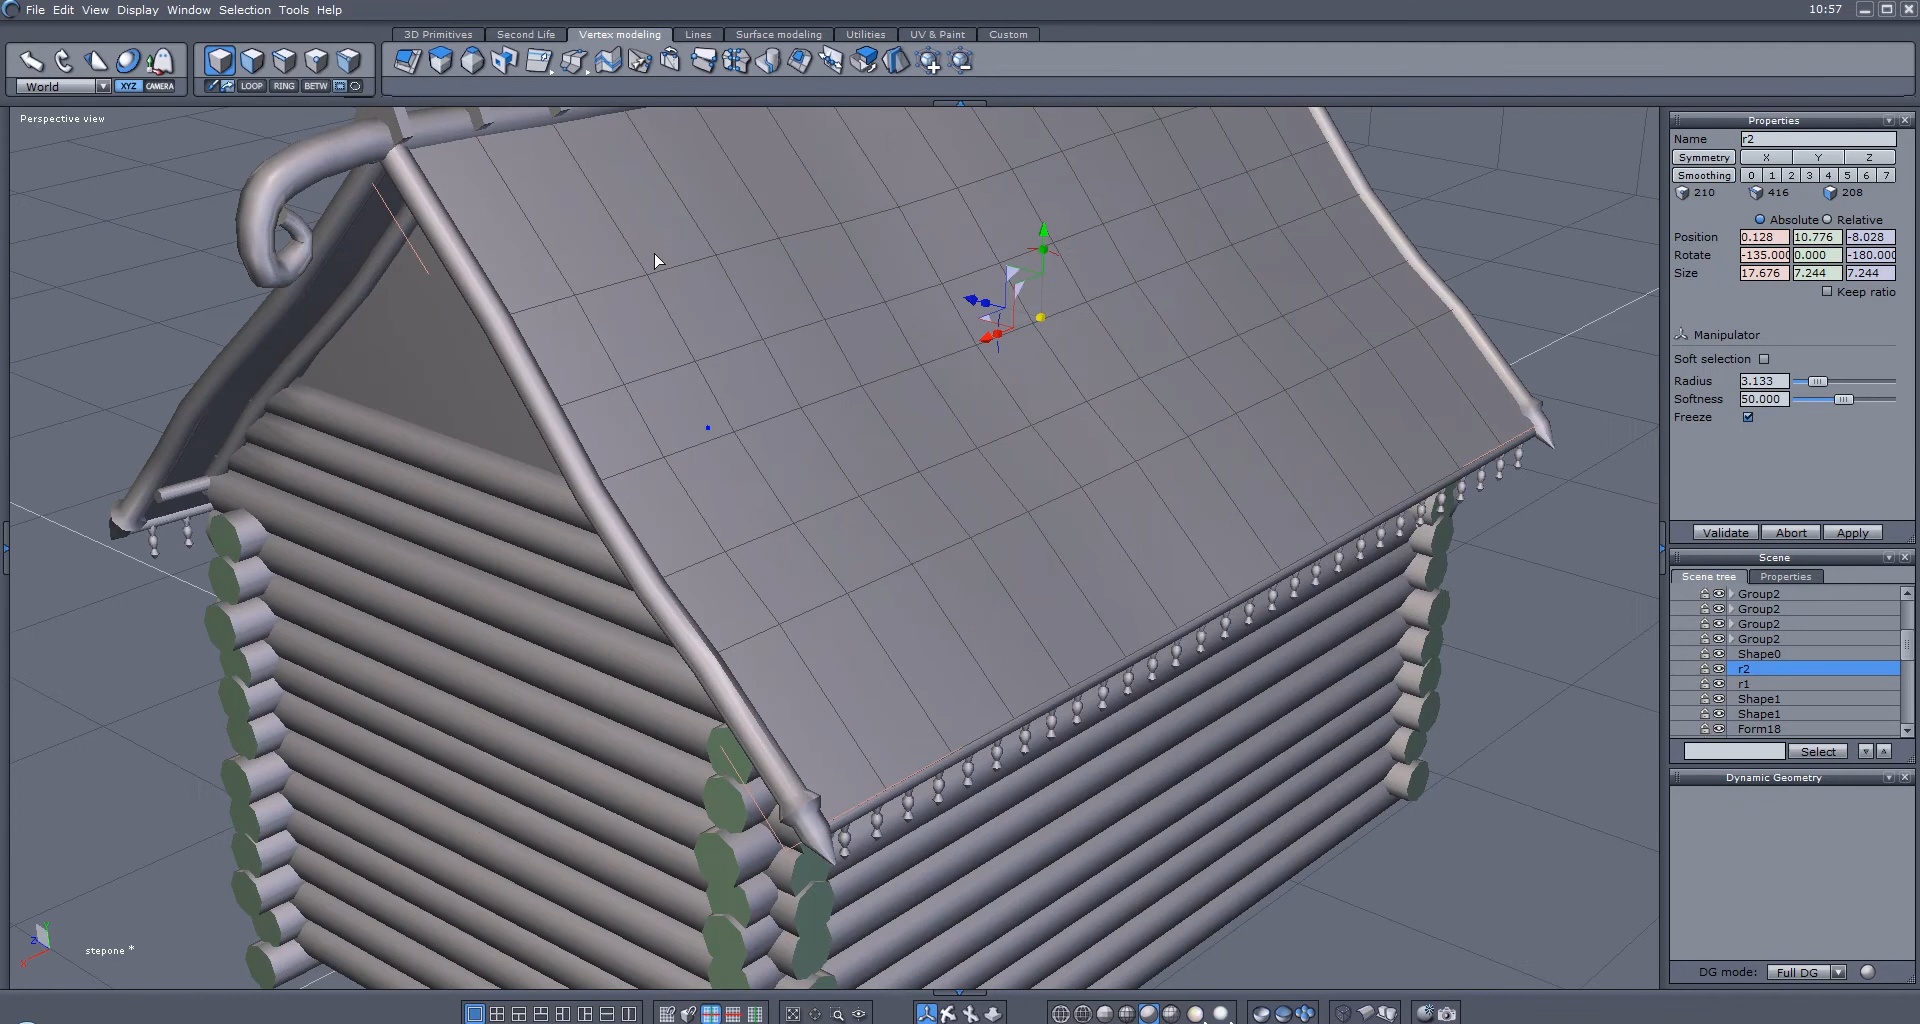 File Edit View Display Window Selection Tools Help
10:57
3D Primitives Second Life Vertex modeling Lines Surface modeling Utilities UV & Paint Custom
World XYZ CAMERA LOOP RING BETW
Perspective view
Properties
Name r2
Symmetry X Y Z
Smoothing 0 1 2 3 4 5 6 7
210 416 208
Absolute Relative
Position 0.128 10.776 -8.028
Rotate -135.000 0.000 -180.000
Size 17.676 7.244 7.244
Keep ratio
Manipulator
Soft selection
Radius 3.133
Softness 50.000
Freeze
Validate Abort Apply
Scene
Scene tree Properties
Group2
Group2
Group2
Group2
Shape0
r2
r1
Shape1
Shape1
Form18
Select
Dynamic Geometry
DG mode: Full DG
Y
Z
X
stepone *